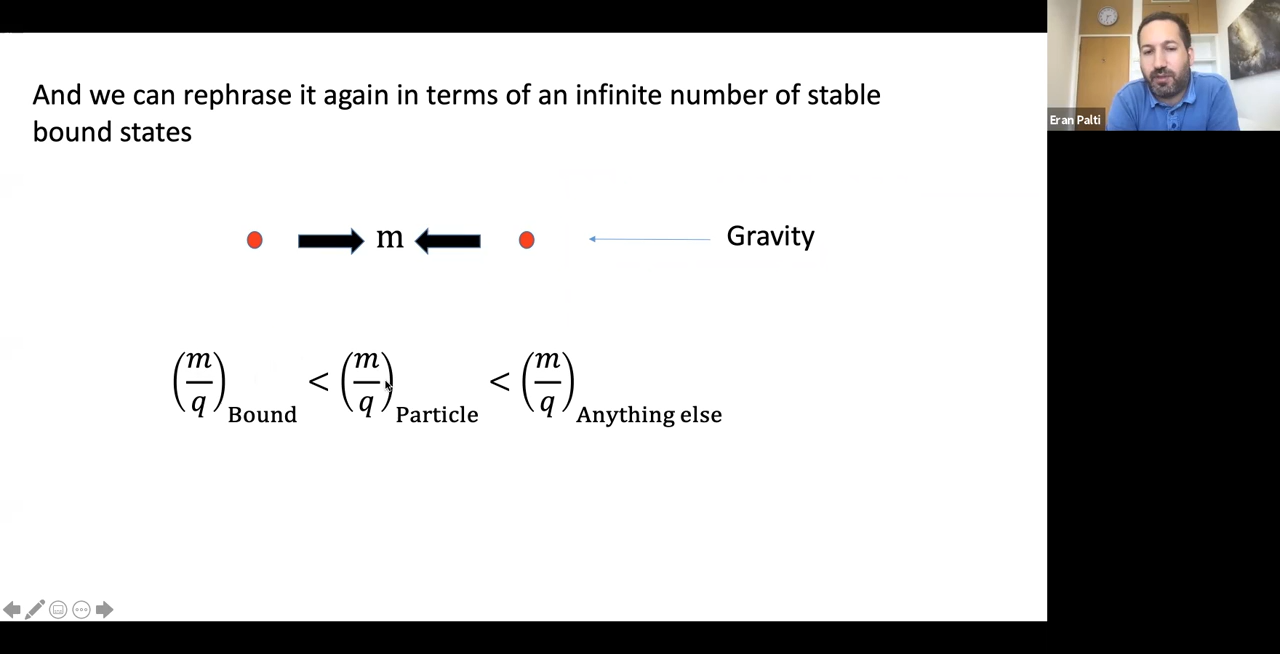 And we can rephrase it again in terms of an infinite number of stable
bound states
m
Gravity
(m/q)Bound < (m/q)Particle < (m/q)Anything else
Eran Palti